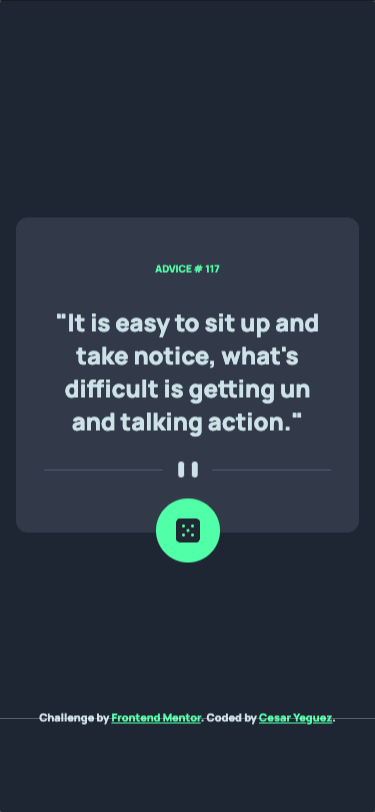 ADVICE # 117
"It is easy to sit up and
take notice, what's
difficult is getting un
and talking action."
Challenge by Frontend Mentor. Coded by Cesar Yeguez.